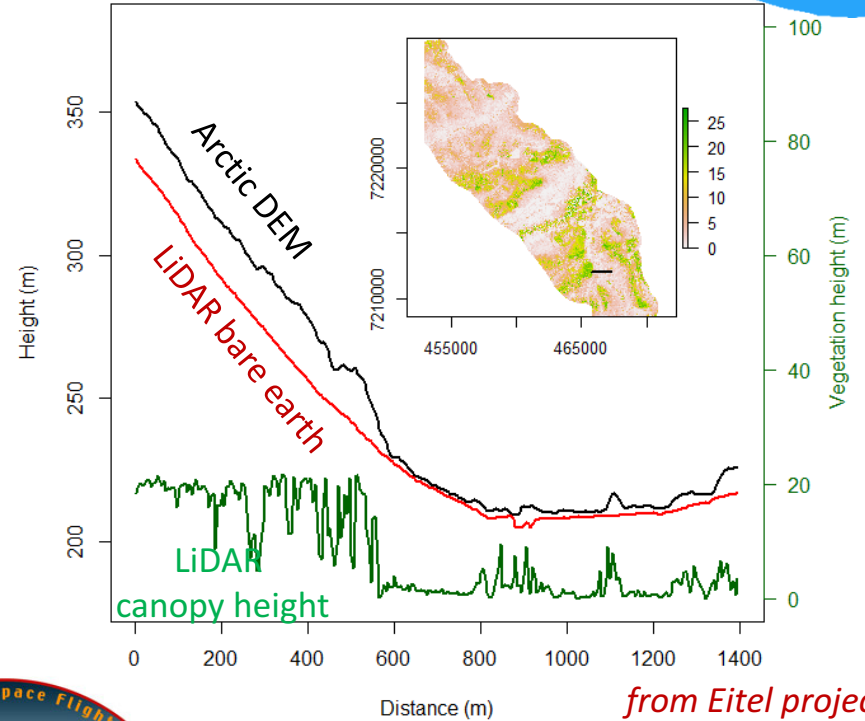 100
80
60
40
20
0
Vegetation height (m)
350
300
250
200
Height (m)
Arctic DEM
LiDAR bare earth
LiDAR
canopy height
7220000
7210000
455000 465000
25
20
15
10
5
0
0 200 400 600 800 1000 1200 1400
Distance (m)
from Eitel projec
pace Fligh